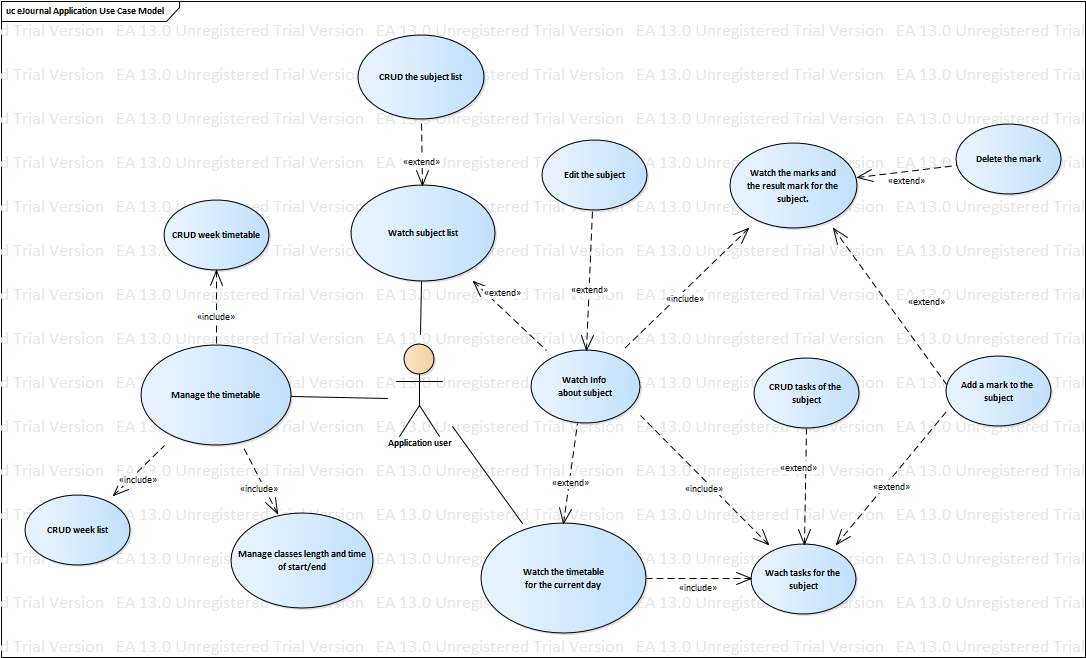 uc eJournal Application Use Case Model
CRUD the subject list
«extend»
Watch subject list
Edit the subject
Watch the marks and
the result mark for the
subject.
Delete the mark
«extend»
CRUD week timetable
«include»
«extend»
«extend»
«include»
«extend»
Manage the timetable
Application user
Watch Info
about subject
CRUD tasks of the
subject
Add a mark to the
subject
«include»
«include»
«extend»
«include»
«extend»
«extend»
CRUD week list
Manage classes length and time
of start/end
Watch the timetable
for the current day
«include»
Wach tasks for the
subject
EA 13.0 Unregistered Trial Version